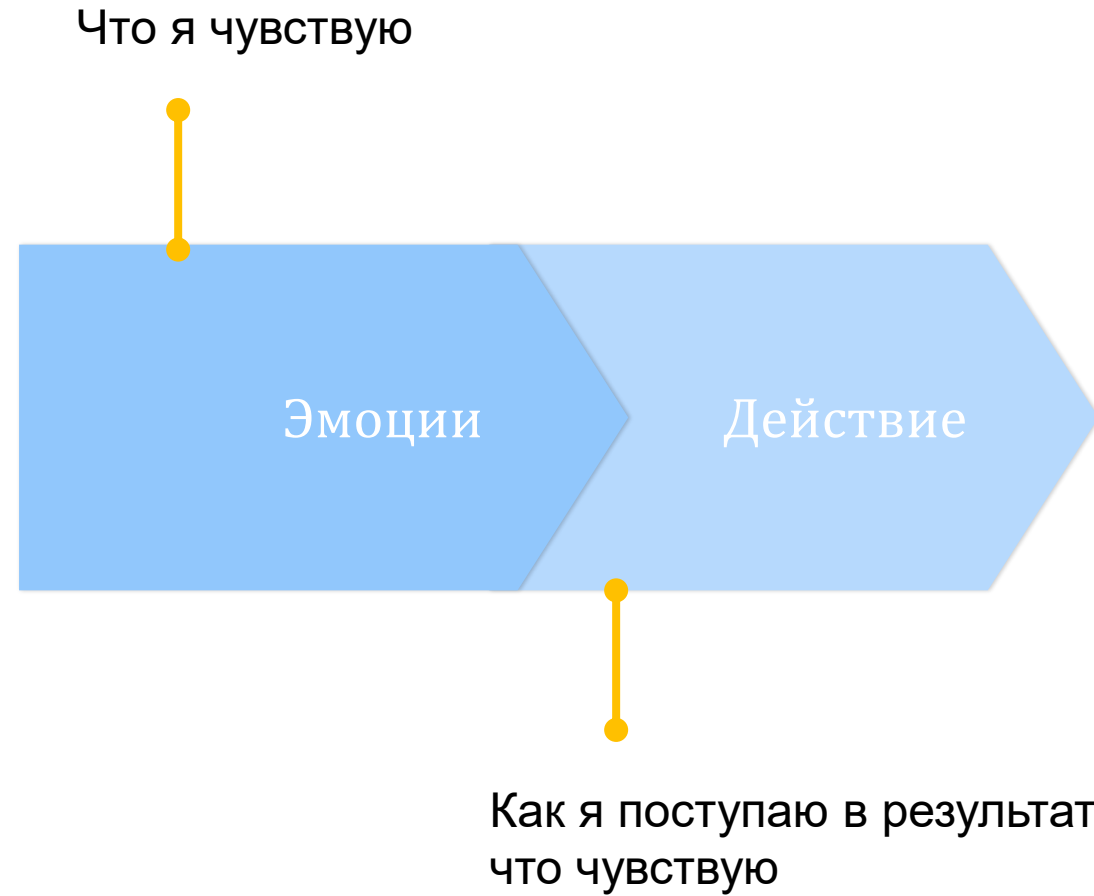 Что я чувствую
Эмоции
Действие
Как я поступаю в результат
что чувствую